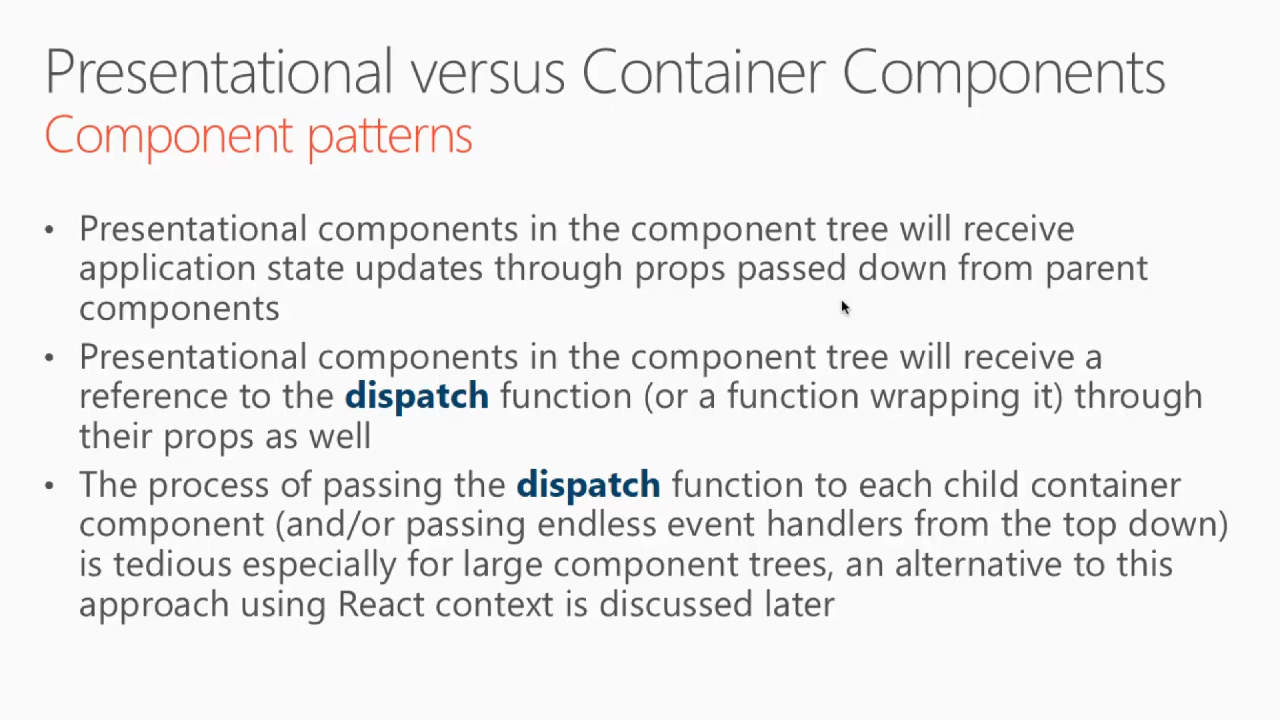 Presentational versus Container Components
Component patterns
• Presentational components in the component tree will receive
application state updates through props passed down from parent
components
• Presentational components in the component tree will receive a
reference to the dispatch function (or a function wrapping it) through
their props as well
• The process of passing the dispatch function to each child container
component (and/or passing endless event handlers from the top down)
is tedious especially for large component trees, an alternative to this
approach using React context is discussed later